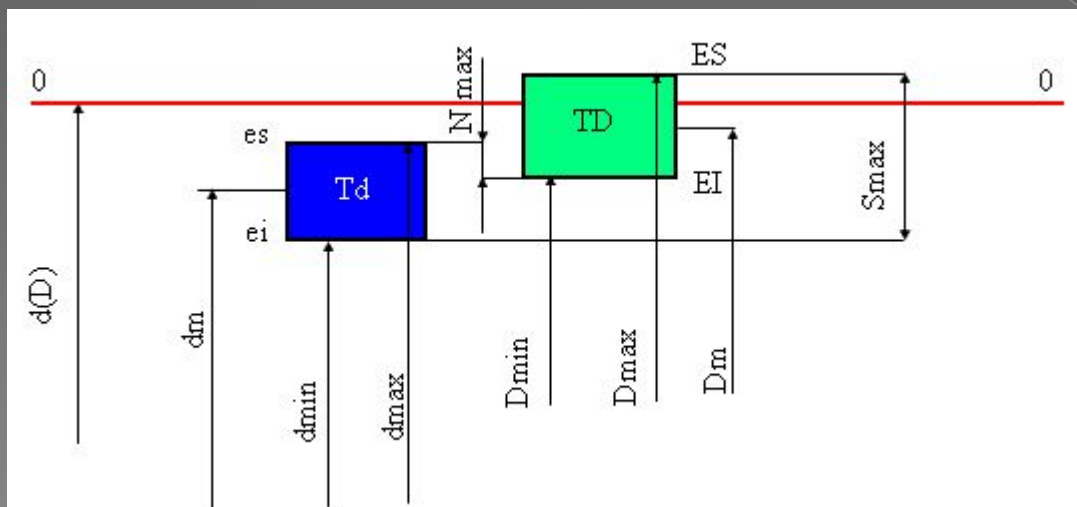 0
0
ES
es
TD
N max
Td
EI
Smax
ei
d(D)
dm
dmin
dmax
Dmin
Dmax
Dm